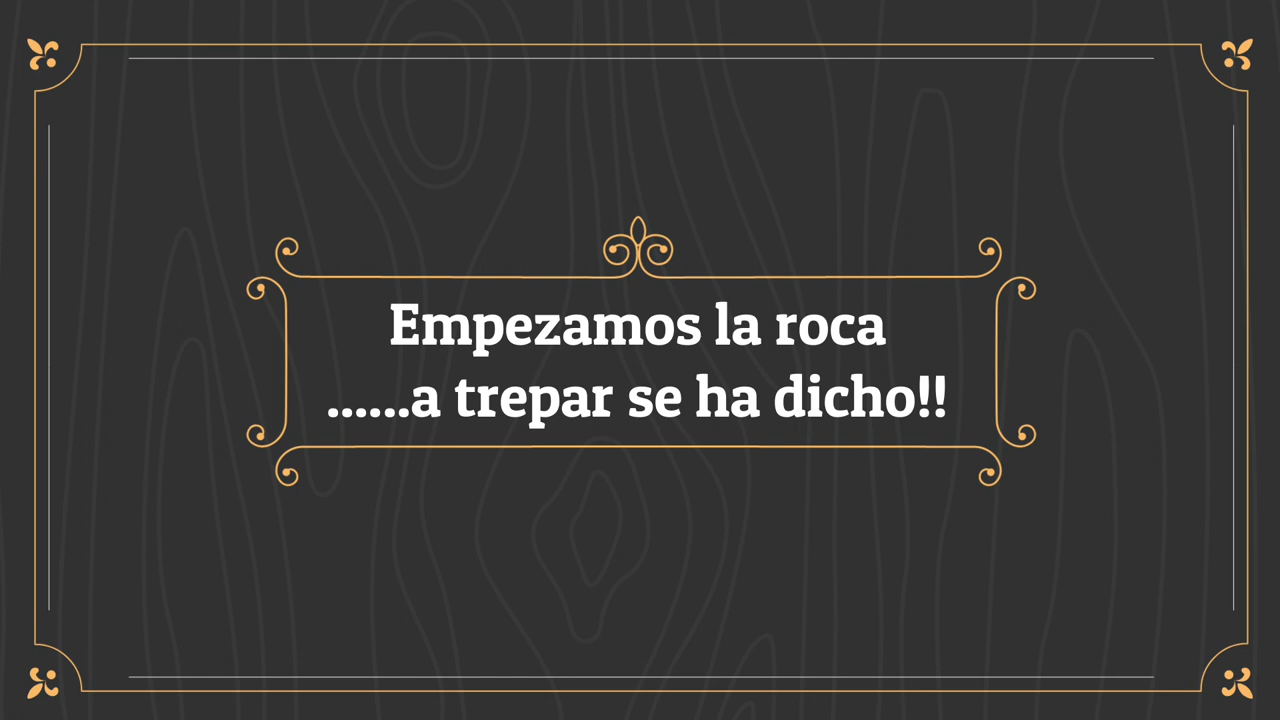 Empezamos la roca
......a trepar se ha dicho!!